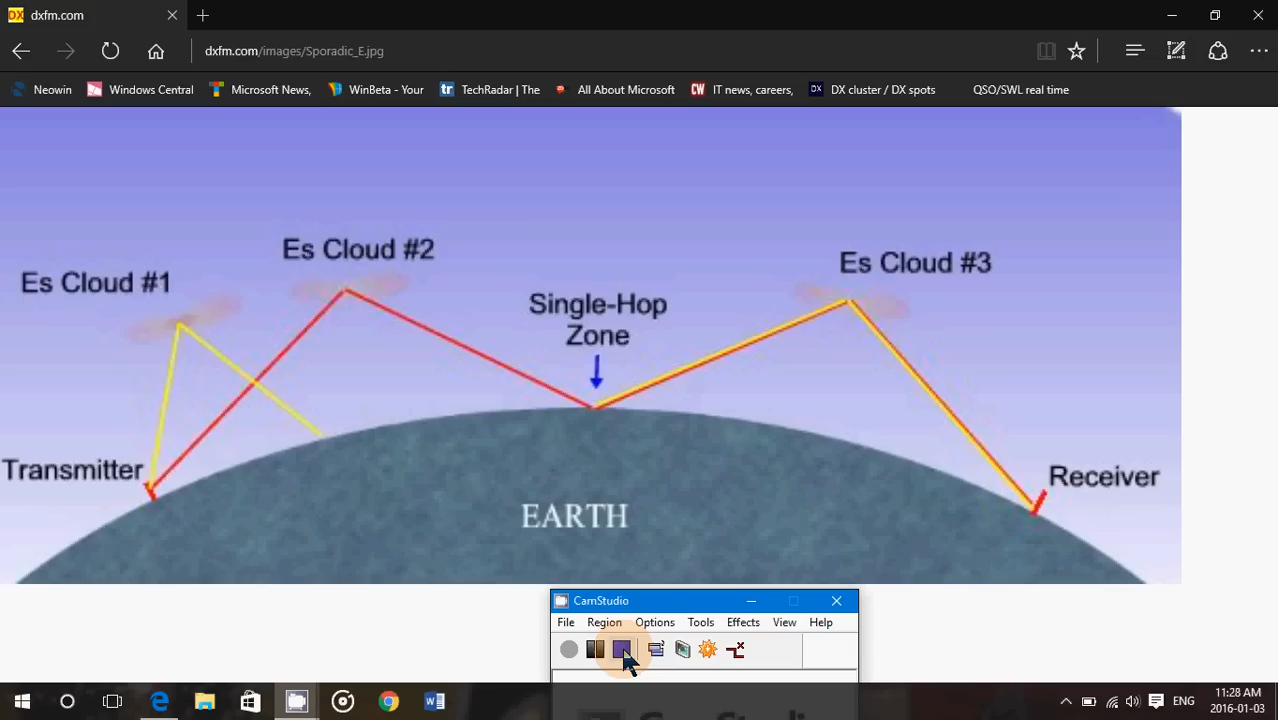 dxfm.com
dxfm.com/images/Sporadic_E.jpg
Neowin
Windows Central
Microsoft News,
WinBeta - Your
tr TechRadar | The
All About Microsoft
CW IT news, careers,
DX DX cluster / DX spots
QSO/SWL real time
Es Cloud #1
Es Cloud #2
Single-Hop
Zone
Es Cloud #3
Transmitter
Receiver
EARTH
CamStudio
File Region Options Tools Effects View Help
ENG
11:28 AM
2016-01-03